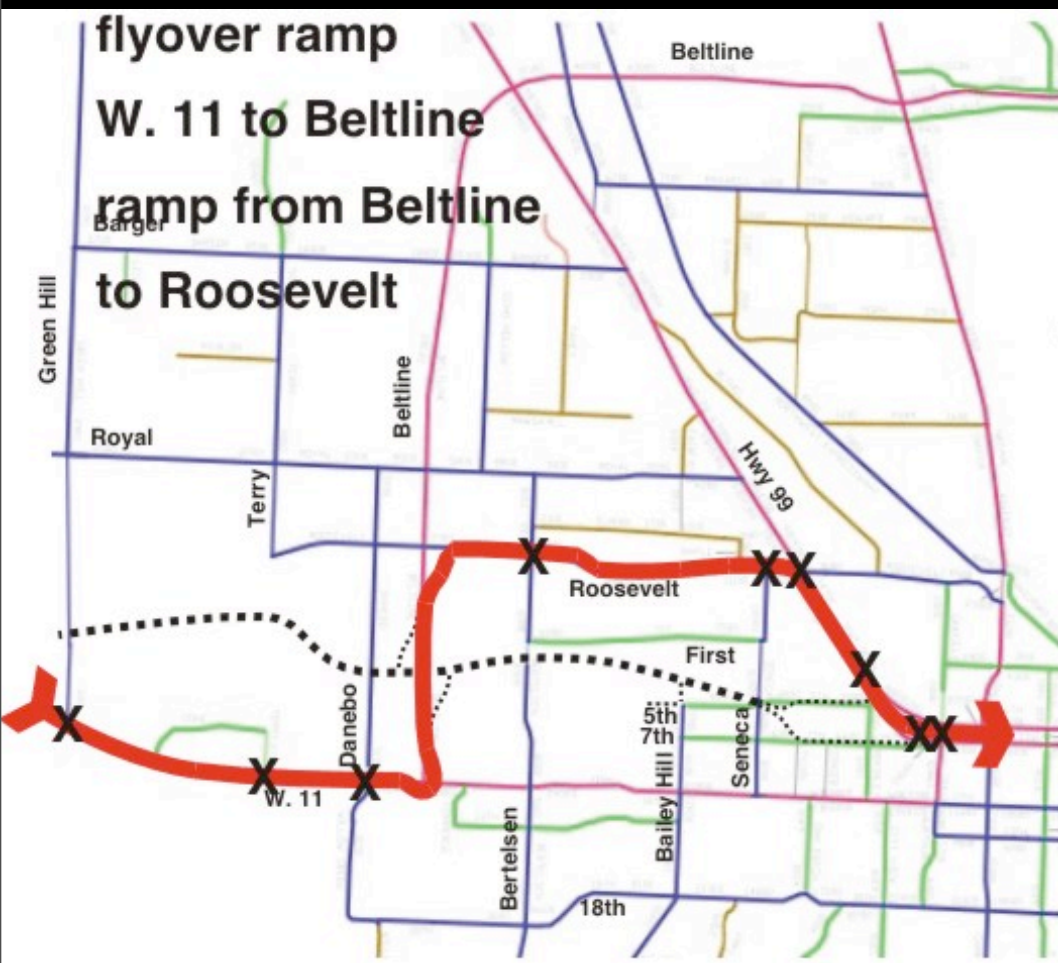 flyover ramp
Beltline
W. 11 to Beltline
ramp from Beltline
Barger
to Roosevelt
Green Hill
Beltline
Royal
Hwy 99
Terry
Roosevelt
First
Danebo
5th
Seneca
7th
W. 11
Bailey Hill
Bertelsen
18th
X
X
X
X
X
X
X
X
X